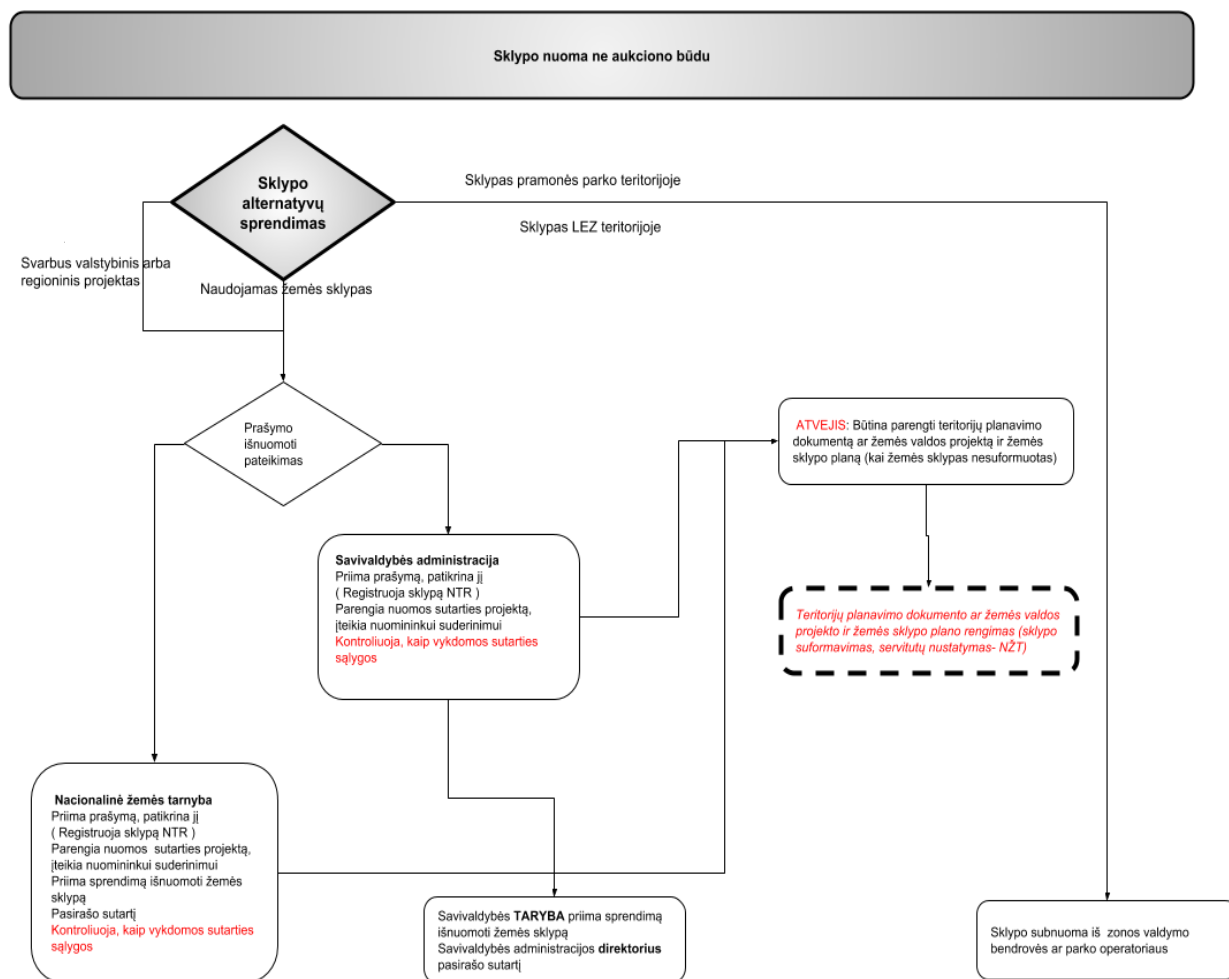 Sklypo nuoma ne aukciono būdu
Sklypo
alternatyvų
sprendimas
Sklypas pramonės parko teritorijoje
Sklypas LEZ teritorijoje
Svarbus valstybinis arba
regioninis projektas
Naudojamas žemės sklypas
Prašymo
išnuomoti
pateikimas
ATVEJIS: Būtina parengti teritorijų planavimo
dokumentą ar žemės valdos projektą ir žemės
sklypo planą (kai žemės sklypas nesuformuotas)
Savivaldybės administracija
Priima prašymą, patikrina jį
( Registruoja sklypą NTR )
Parengia nuomos sutarties projektą,
įteikia nuomininkui suderinimui
Kontroliuoja, kaip vykdomos sutarties
sąlygos
Teritorijų planavimo dokumento ar žemės valdos
projekto ir žemės sklypo plano rengimas (sklypo
suformavimas, servitutų nustatymas- NŽT)
Nacionalinė žemės tarnyba
Priima prašymą, patikrina jį
( Registruoja sklypą NTR )
Parengia nuomos sutarties projektą,
įteikia nuomininkui suderinimui
Priima sprendimą išnuomoti žemės
sklypą
Pasirašo sutartį
Kontroliuoja, kaip vykdomos sutarties
sąlygos
Savivaldybės TARYBA priima sprendimą
išnuomoti žemės sklypą
Savivaldybės administracijos direktorius
pasirašo sutartį
Sklypo subnuoma iš zonos valdymo
bendrovės ar parko operatoriaus